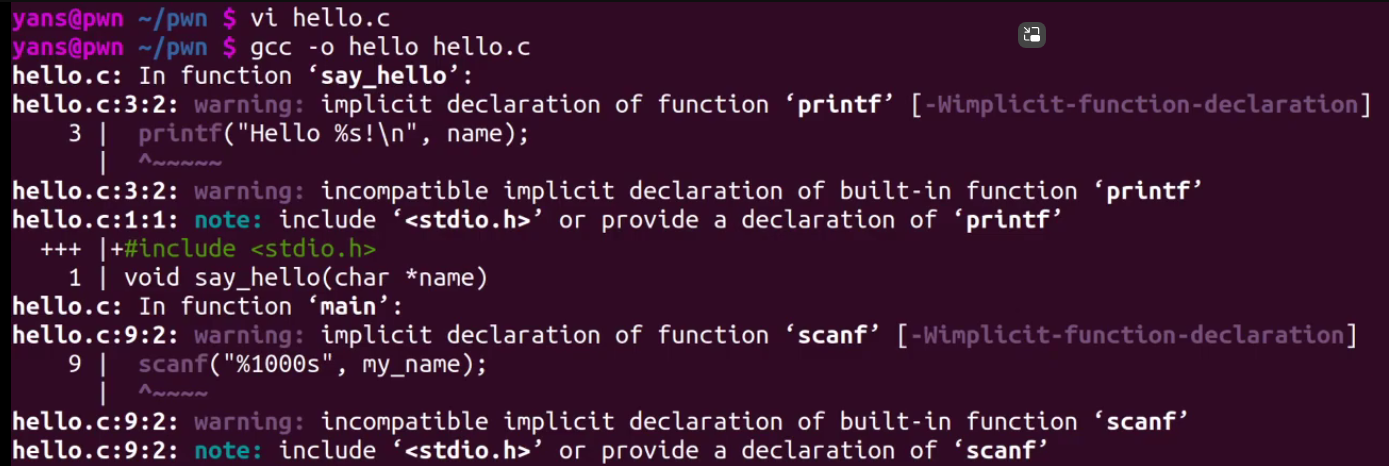 yans@pwn ~/pwn $ vi hello.c
yans@pwn ~/pwn $ gcc -o hello hello.c
hello.c: In function ‘say_hello’:
hello.c:3:2: warning: implicit declaration of function ‘printf’ [-Wimplicit-function-declaration]
    3 |  printf("Hello %s!\n", name);
      |  ^~~~~~
hello.c:3:2: warning: incompatible implicit declaration of built-in function ‘printf’
hello.c:1:1: note: include ‘<stdio.h>’ or provide a declaration of ‘printf’
  +++ |+#include <stdio.h>
    1 | void say_hello(char *name)
hello.c: In function ‘main’:
hello.c:9:2: warning: implicit declaration of function ‘scanf’ [-Wimplicit-function-declaration]
    9 |  scanf("%1000s", my_name);
      |  ^~~~~
hello.c:9:2: warning: incompatible implicit declaration of built-in function ‘scanf’
hello.c:9:2: note: include ‘<stdio.h>’ or provide a declaration of ‘scanf’